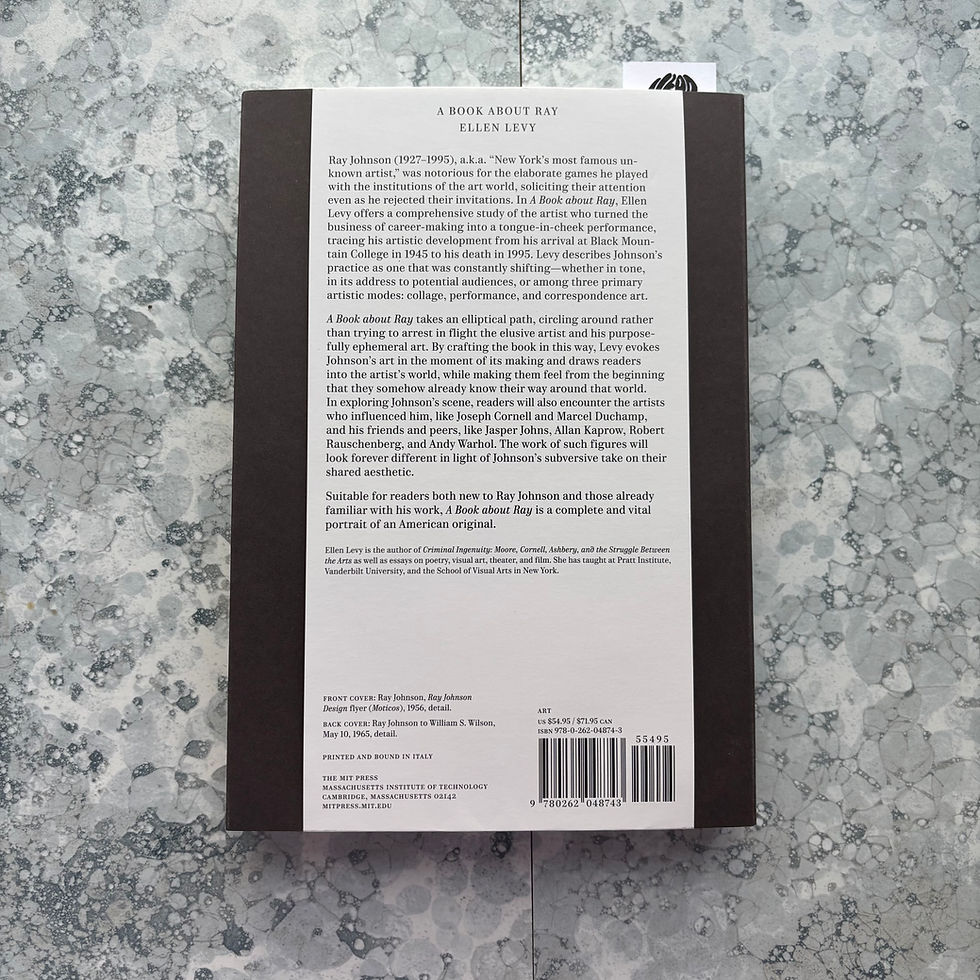 A BOOK ABOUT RAY
ELLEN LEVY
Ray Johnson (1927–1995), a.k.a. “New York’s most famous un-
known artist,” was notorious for the elaborate games he played
with the institutions of the art world, soliciting their attention
even as he rejected their invitations. In A Book about Ray, Ellen
Levy offers a comprehensive study of the artist who turned the
business of career-making into a tongue-in-cheek performance,
tracing his artistic development from his arrival at Black Moun-
tain College in 1945 to his death in 1995. Levy describes Johnson’s
practice as one that was constantly shifting—whether in tone,
in its address to potential audiences, or among three primary
artistic modes: collage, performance, and correspondence art.
A Book about Ray takes an elliptical path, circling around rather
than trying to arrest in flight the elusive artist and his purpose-
fully ephemeral art. By crafting the book in this way, Levy evokes
Johnson’s art in the moment of its making and draws readers
into the artist’s world, while making them feel from the beginning
that they somehow already know their way around that world.
In exploring Johnson’s scene, readers will also encounter the artists
who influenced him, like Joseph Cornell and Marcel Duchamp,
and his friends and peers, like Jasper Johns, Allan Kaprow, Robert
Rauschenberg, and Andy Warhol. The work of such figures will
look forever different in light of Johnson’s subversive take on their
shared aesthetic.
Suitable for readers both new to Ray Johnson and those already
familiar with his work, A Book about Ray is a complete and vital
portrait of an American original.
Ellen Levy is the author of Criminal Ingenuity: Moore, Cornell, Ashbery, and the Struggle Between
the Arts as well as essays on poetry, visual art, theater, and film. She has taught at Pratt Institute,
Vanderbilt University, and the School of Visual Arts in New York.
FRONT COVER: Ray Johnson, Ray Johnson
Design flyer (Moticos), 1956, detail.
BACK COVER: Ray Johnson to William S. Wilson,
May 10, 1965, detail.
PRINTED AND BOUND IN ITALY
THE MIT PRESS
MASSACHUSETTS INSTITUTE OF TECHNOLOGY
CAMBRIDGE, MASSACHUSETTS 02142
MITPRESS.MIT.EDU
ART
US $54.95 / $71.95 CAN
ISBN 978-0-262-04874-3
55495
9 780262 048743